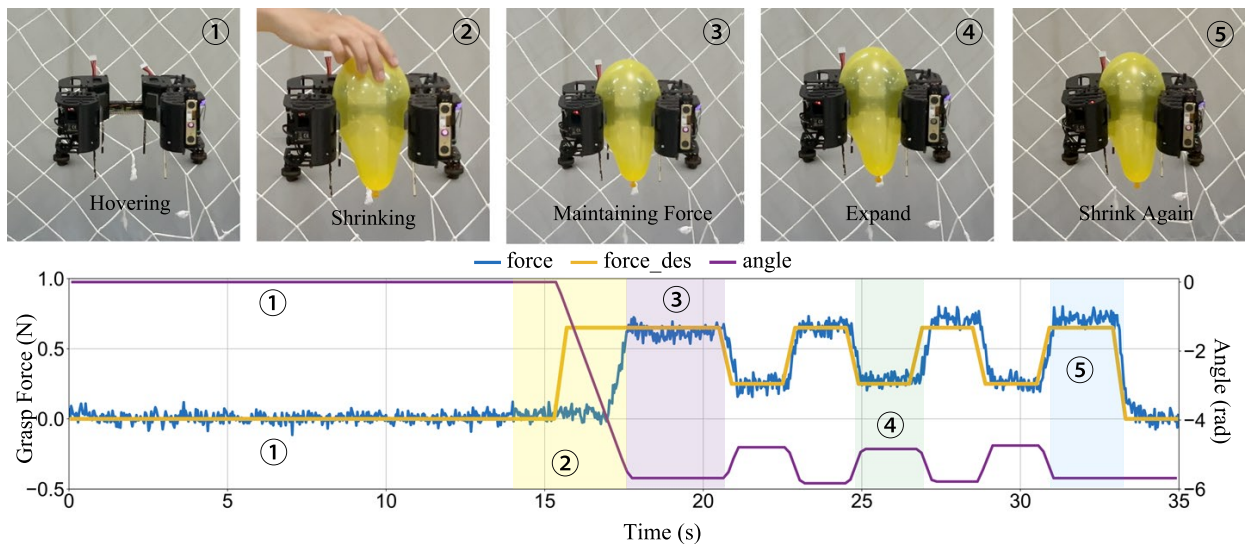 ① ② ③ ④ ⑤
Hovering Shrinking Maintaining Force Expand Shrink Again
force force_des angle
Grasp Force (N)
1.0
0.5
0.0
−0.5
① ① ② ③ ④ ⑤
0
−2
−4
−6
Angle (rad)
0 5 10 15 20 25 30 35
Time (s)